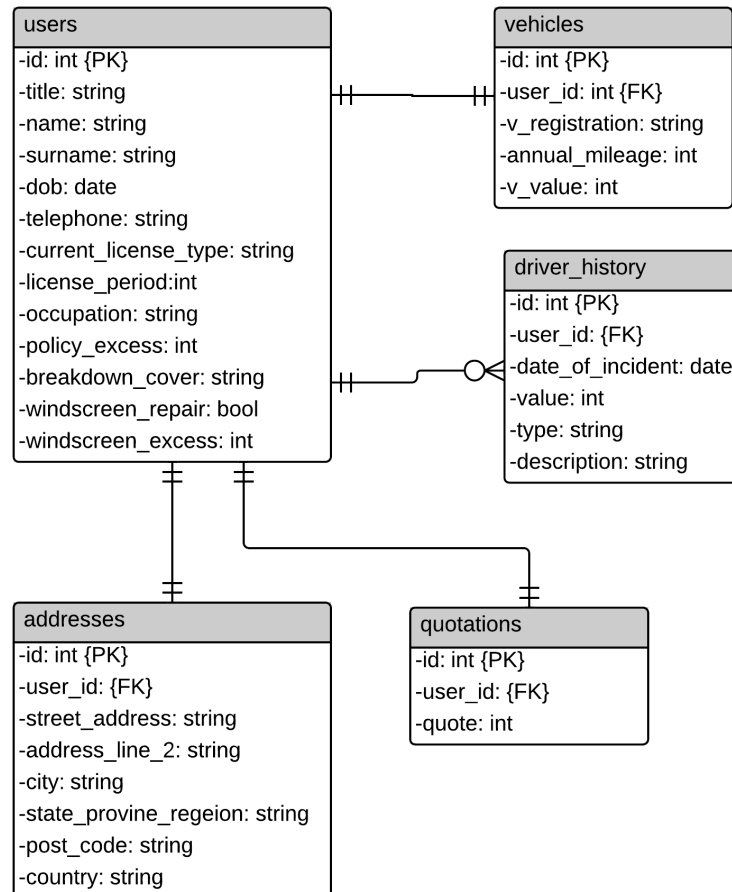 users
-id: int {PK}
-title: string
-name: string
-surname: string
-dob: date
-telephone: string
-current_license_type: string
-license_period:int
-occupation: string
-policy_excess: int
-breakdown_cover: string
-windscreen_repair: bool
-windscreen_excess: int
vehicles
-id: int {PK}
-user_id: int {FK}
-v_registration: string
-annual_mileage: int
-v_value: int
driver_history
-id: int {PK}
-user_id: {FK}
-date_of_incident: date
-value: int
-type: string
-description: string
addresses
-id: int {PK}
-user_id: {FK}
-street_address: string
-address_line_2: string
-city: string
-state_provine_regeion: string
-post_code: string
-country: string
quotations
-id: int {PK}
-user_id: {FK}
-quote: int